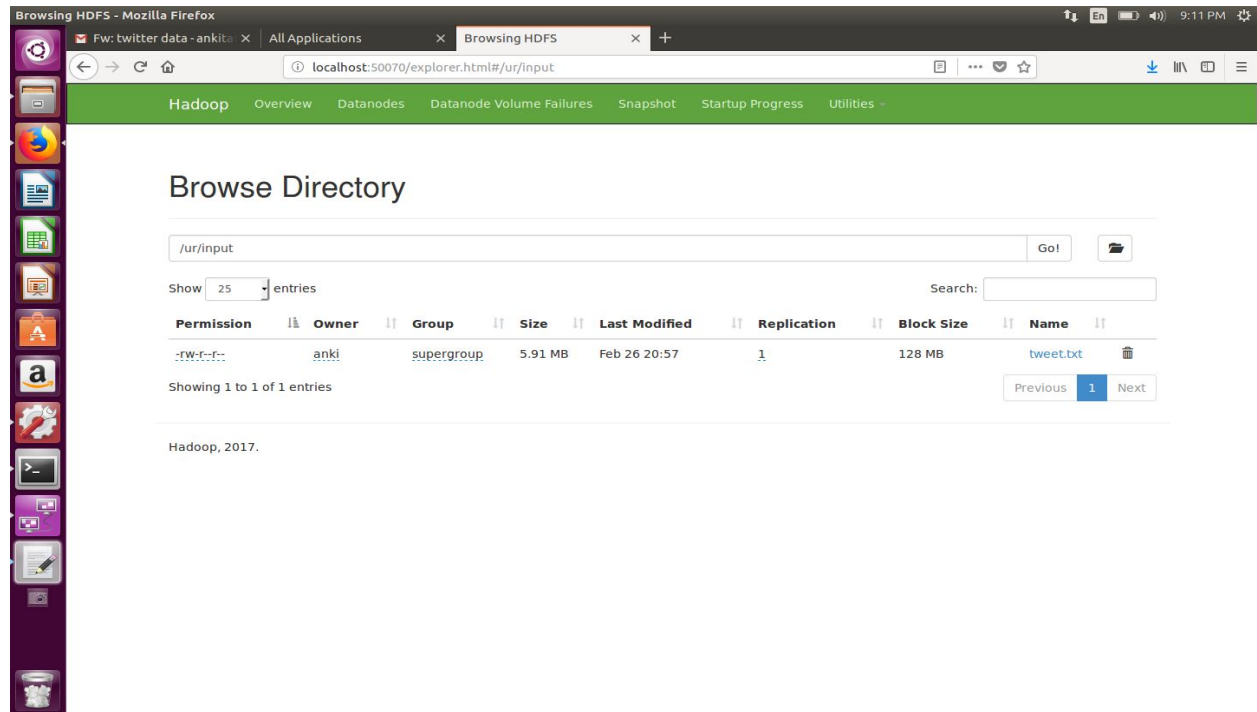 Browsing HDFS - Mozilla Firefox En 9:11 PM
Fw: twitter data - ankita All Applications Browsing HDFS
localhost:50070/explorer.html#/ur/input
Hadoop Overview Datanodes Datanode Volume Failures Snapshot Startup Progress Utilities
Browse Directory
/ur/input Go!
Show 25 entries Search:
Permission Owner Group Size Last Modified Replication Block Size Name
-rw-r--r-- anki supergroup 5.91 MB Feb 26 20:57 1 128 MB tweet.txt
Showing 1 to 1 of 1 entries Previous 1 Next
Hadoop, 2017.